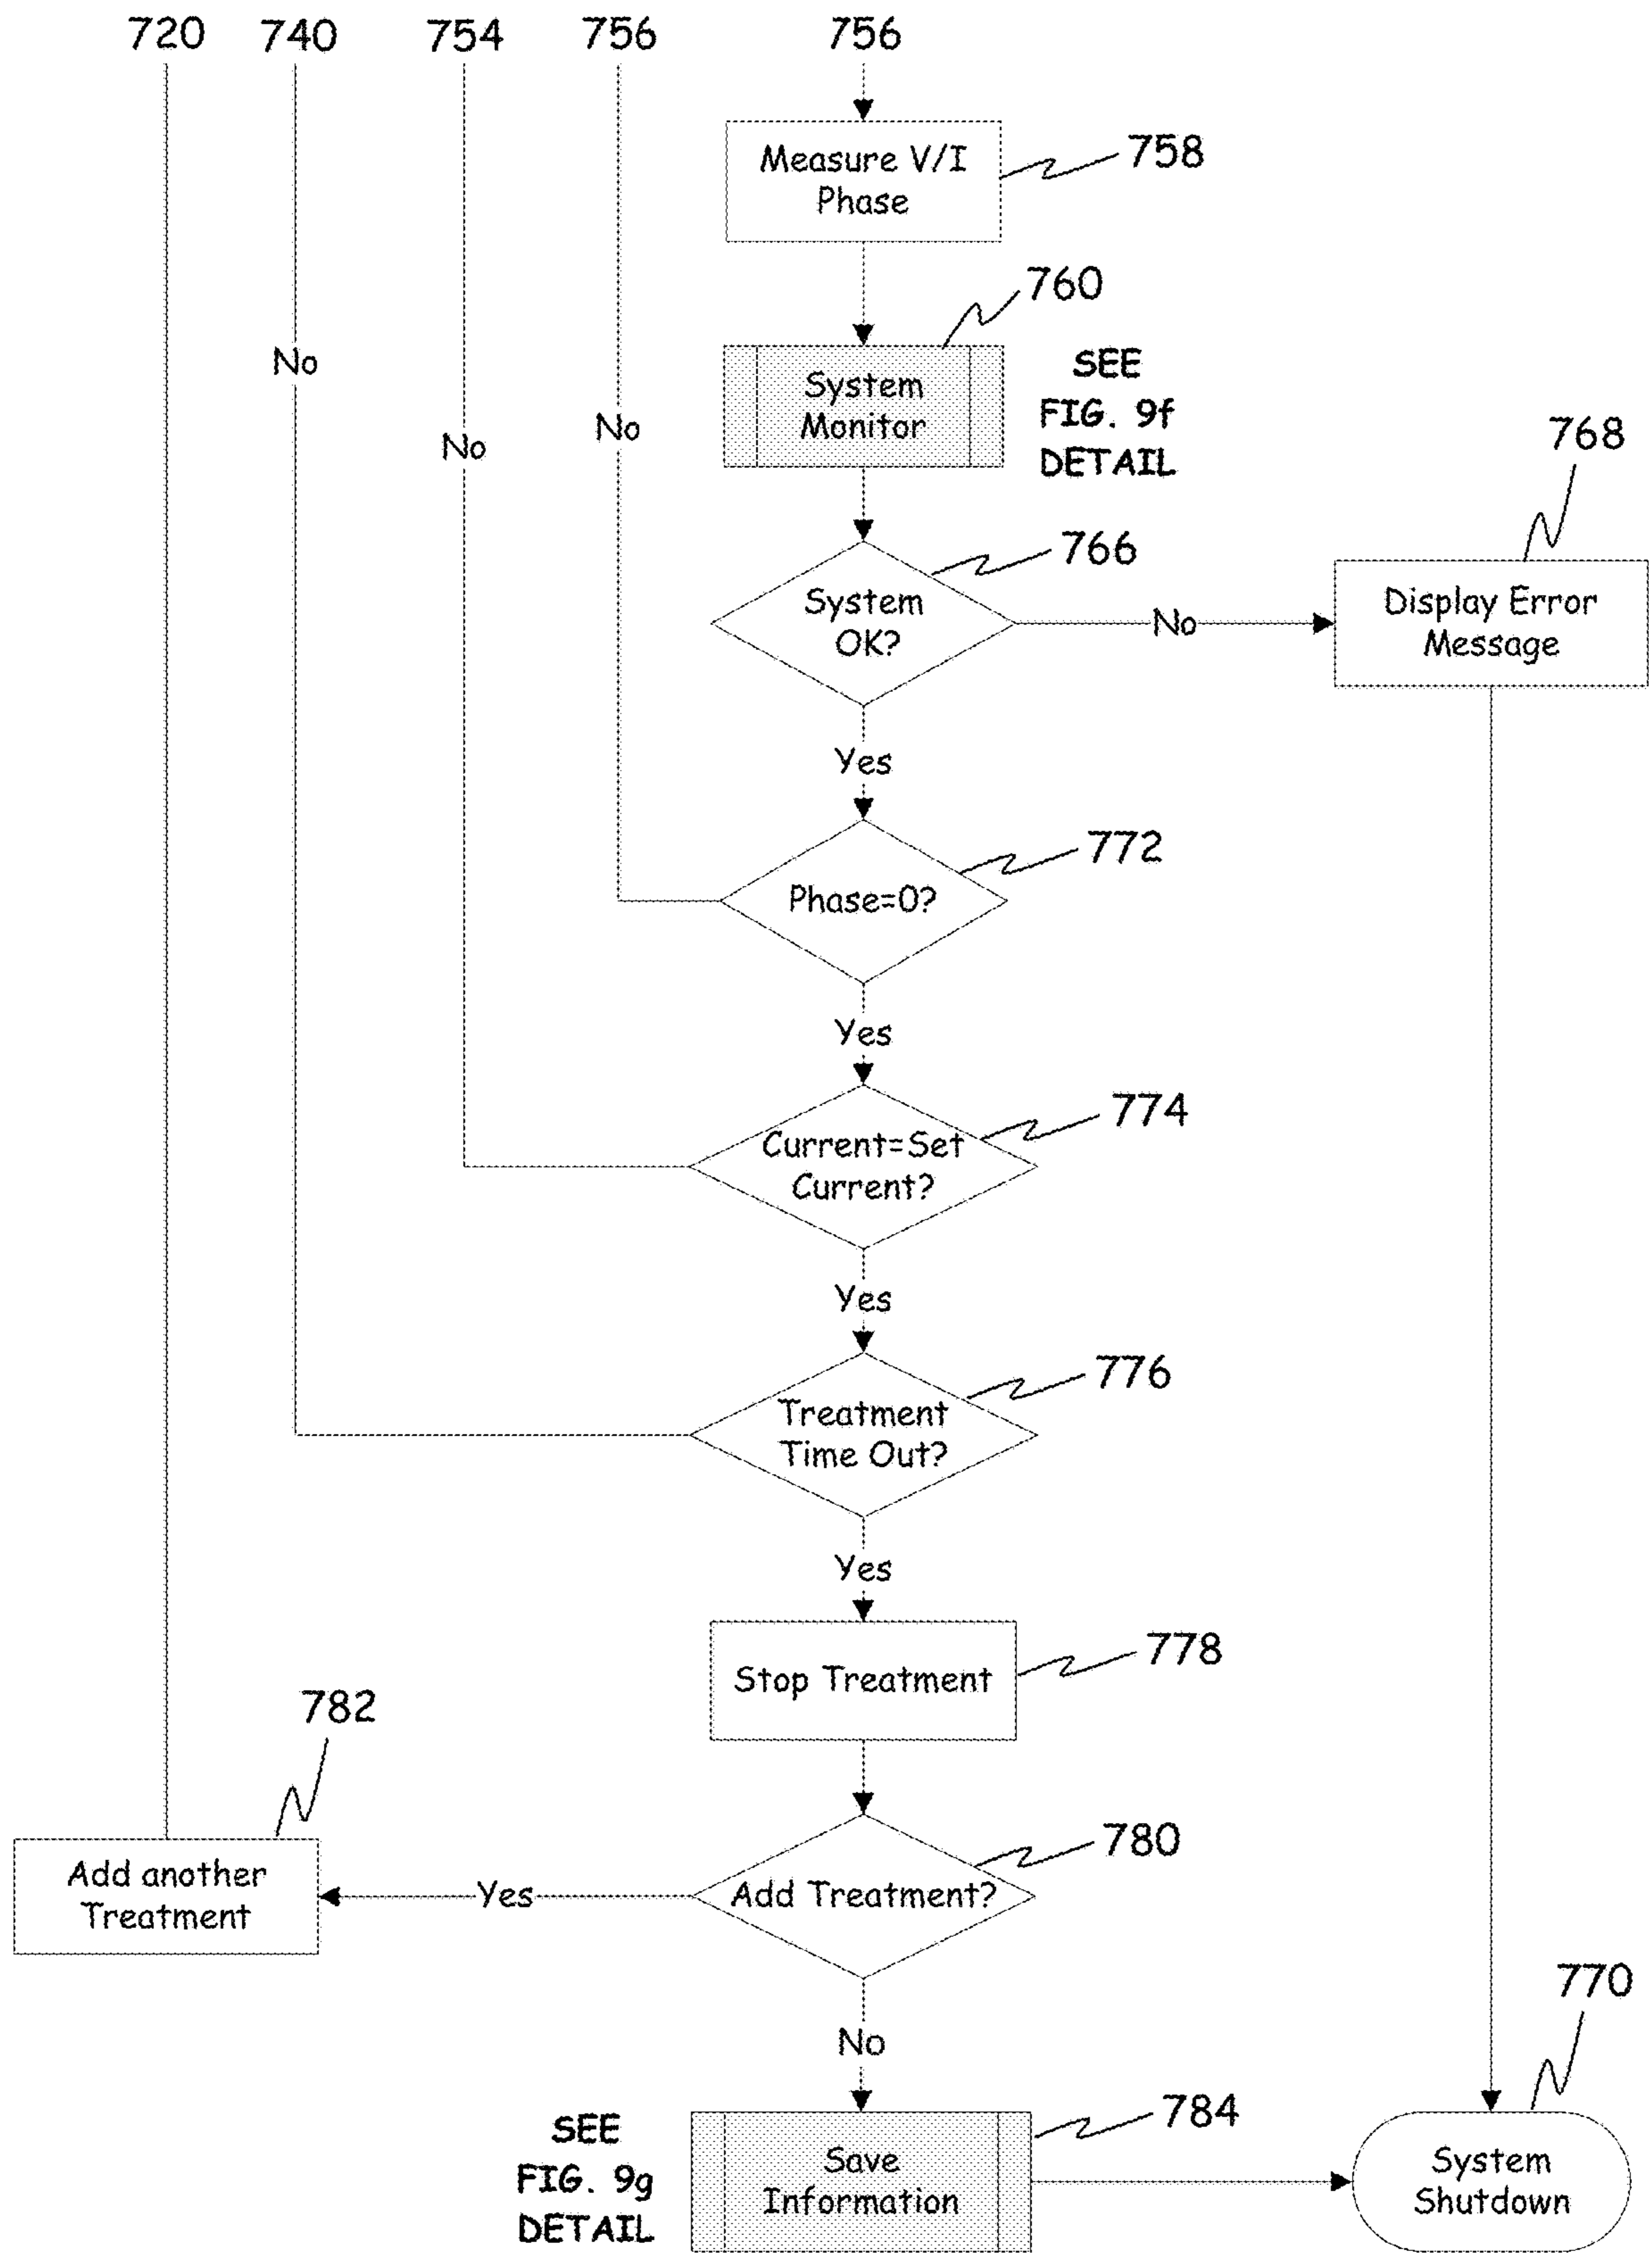 720 740 754 756 756
Measure V/I
Phase
758
760
No
System
Monitor
SEE
FIG. 9f
DETAIL
No
No
768
766
System
OK?
No
Display Error
Message
Yes
772
Phase=0?
Yes
774
Current=Set
Current?
Yes
776
Treatment
Time Out?
Yes
778
Stop Treatment
782
780
Add another
Treatment
Yes
Add Treatment?
770
No
784
SEE
FIG. 9g
DETAIL
Save
Information
System
Shutdown